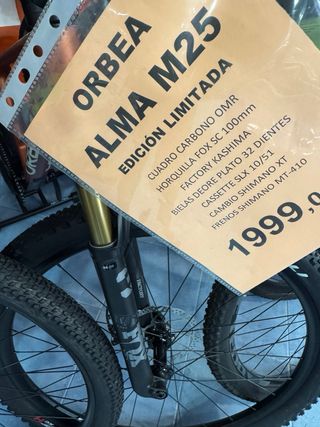 ORBEA
ALMA M25
EDICIÓN LIMITADA
CUADRO CARBONO OMR
HORQUILLA FOX SC 100mm
FACTORY KASHIMA
BIELAS DEORE PLATO 32 DIENTES
CASSETTE SLX 10/51
CAMBIO SHIMANO XT
FRENOS SHIMANO MT-410
1999,0